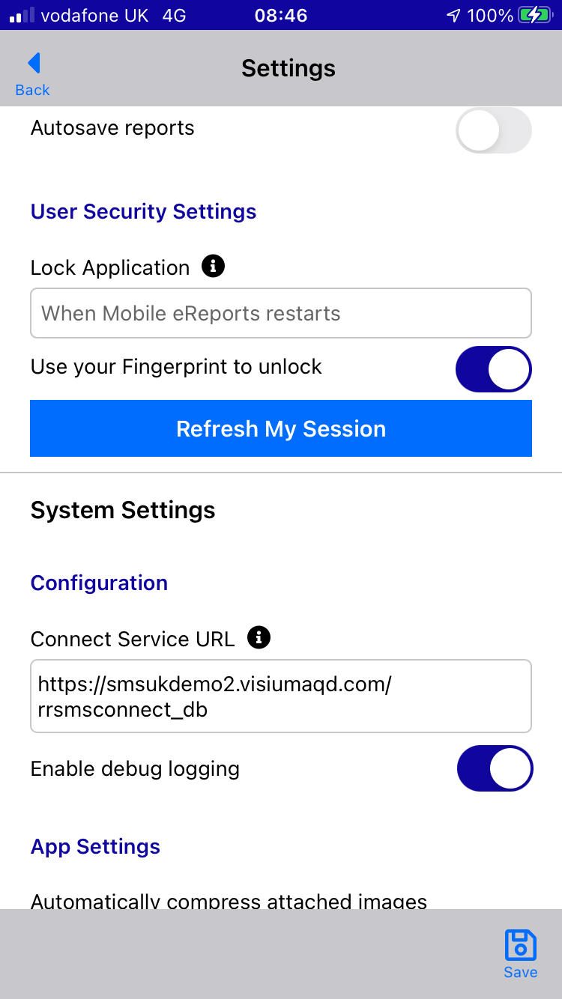 vodafone UK 4G 08:46 100%
Settings
Back
Autosave reports
User Security Settings
Lock Application
When Mobile eReports restarts
Use your Fingerprint to unlock
Refresh My Session
System Settings
Configuration
Connect Service URL
https://smsukdemo2.visiumaqd.com/
rrsmsconnect_db
Enable debug logging
App Settings
Automatically compress attached images
Save